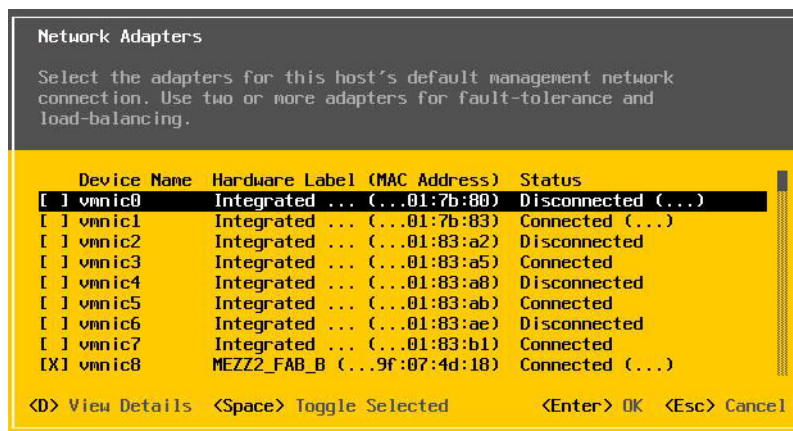 Network Adapters
Select the adapters for this host's default management network
connection. Use two or more adapters for fault-tolerance and
load-balancing.
Device Name Hardware Label (MAC Address) Status
[ ] vmnic0 Integrated ... (...01:7b:80) Disconnected (...)
[ ] vmnic1 Integrated ... (...01:7b:83) Connected (...)
[ ] vmnic2 Integrated ... (...01:83:a2) Disconnected
[ ] vmnic3 Integrated ... (...01:83:a5) Connected
[ ] vmnic4 Integrated ... (...01:83:a8) Disconnected
[ ] vmnic5 Integrated ... (...01:83:ab) Connected
[ ] vmnic6 Integrated ... (...01:83:ae) Disconnected
[ ] vmnic7 Integrated ... (...01:83:b1) Connected
[X] vmnic8 MEZZ2_FAB_B (...9f:07:4d:18) Connected (...)
<D> View Details <Space> Toggle Selected <Enter> OK <Esc> Cancel